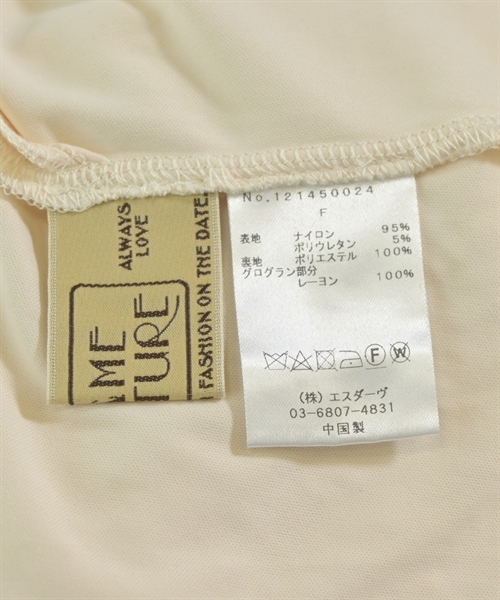 ALWAYS
LOVE
FASHION ON THE DATE.
No.121450024
F
表地 ナイロン 95%
ポリウレタン 5%
裏地 ポリエステル 100%
グログラン部分
レーヨン 100%
(株) エスダーヴ
03-6807-4831
中国製